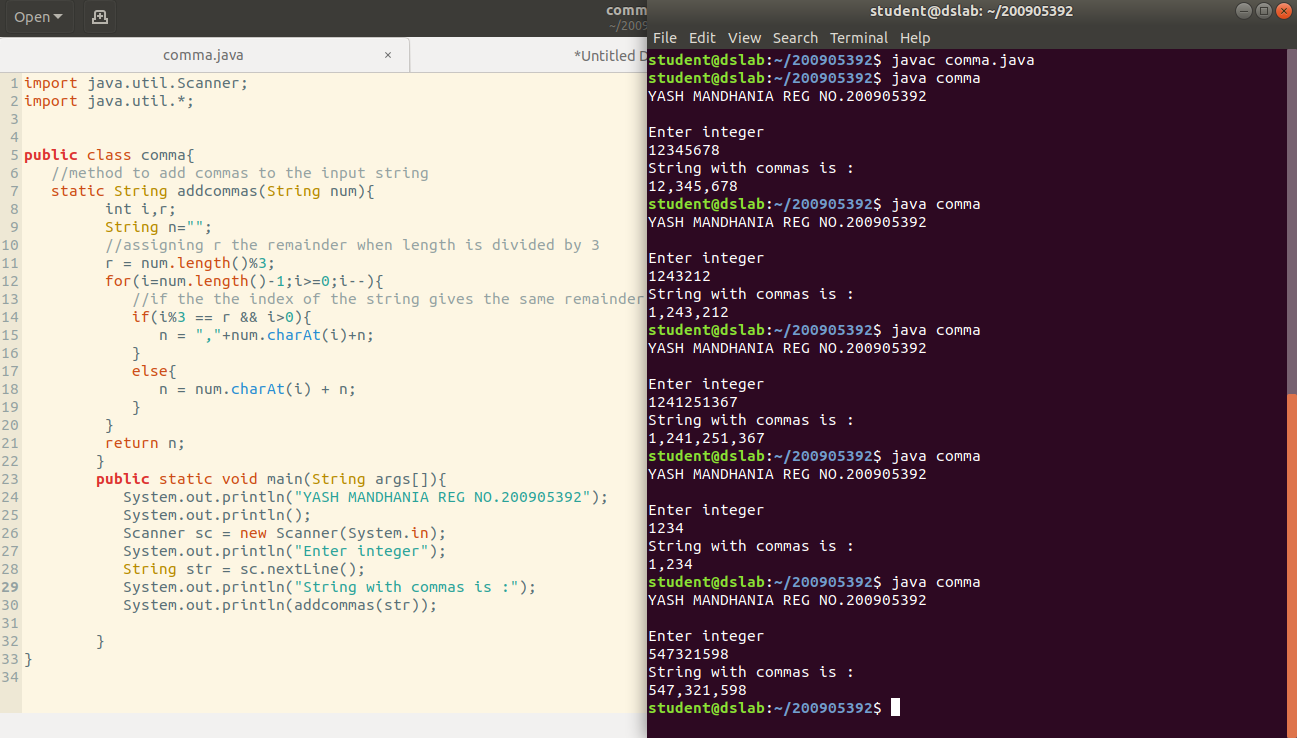 Open
comm
~/2009
comma.java ×
*Untitled D
1 import java.util.Scanner;
2 import java.util.*;
3
4
5 public class comma{
6 //method to add commas to the input string
7 static String addcommas(String num){
8 int i,r;
9 String n="";
10 //assigning r the remainder when length is divided by 3
11 r = num.length()%3;
12 for(i=num.length()-1;i>=0;i--){
13 //if the the index of the string gives the same remainder
14 if(i%3 == r && i>0){
15 n = ","+num.charAt(i)+n;
16 }
17 else{
18 n = num.charAt(i) + n;
19 }
20 }
21 return n;
22 }
23 public static void main(String args[]){
24 System.out.println("YASH MANDHANIA REG NO.200905392");
25 System.out.println();
26 Scanner sc = new Scanner(System.in);
27 System.out.println("Enter integer");
28 String str = sc.nextLine();
29 System.out.println("String with commas is :");
30 System.out.println(addcommas(str));
31
32 }
33 }
34
student@dslab: ~/200905392
File Edit View Search Terminal Help
student@dslab:~/200905392$ javac comma.java
student@dslab:~/200905392$ java comma
YASH MANDHANIA REG NO.200905392
Enter integer
12345678
String with commas is :
12,345,678
student@dslab:~/200905392$ java comma
YASH MANDHANIA REG NO.200905392
Enter integer
1243212
String with commas is :
1,243,212
student@dslab:~/200905392$ java comma
YASH MANDHANIA REG NO.200905392
Enter integer
1241251367
String with commas is :
1,241,251,367
student@dslab:~/200905392$ java comma
YASH MANDHANIA REG NO.200905392
Enter integer
1234
String with commas is :
1,234
student@dslab:~/200905392$ java comma
YASH MANDHANIA REG NO.200905392
Enter integer
547321598
String with commas is :
547,321,598
student@dslab:~/200905392$